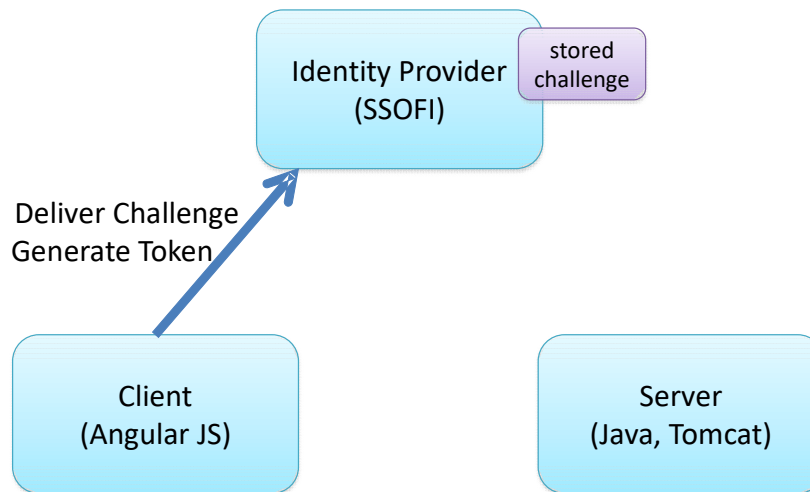 Identity Provider
(SSOFI)
stored
challenge
Deliver Challenge
Generate Token
Client
(Angular JS)
Server
(Java, Tomcat)